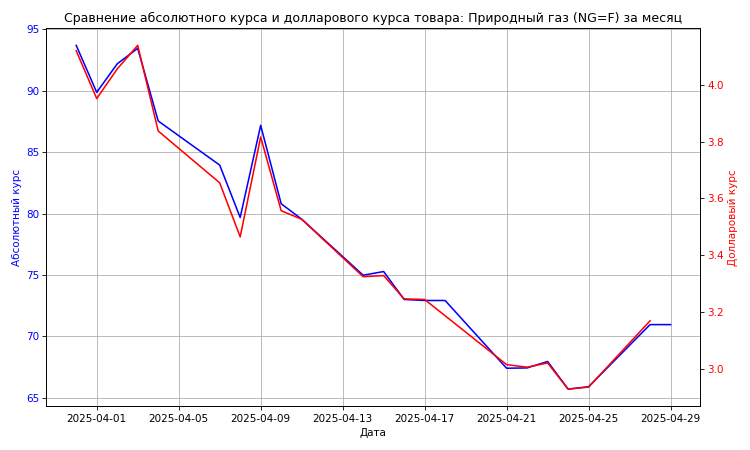 Сравнение абсолютного курса и долларового курса товара: Природный газ (NG=F) за месяц
95
90
85
80
75
70
65
Абсолютный курс
4.0
3.8
3.6
3.4
3.2
3.0
Долларовый курс
2025-04-01 2025-04-05 2025-04-09 2025-04-13 2025-04-17 2025-04-21 2025-04-25 2025-04-29
Дата